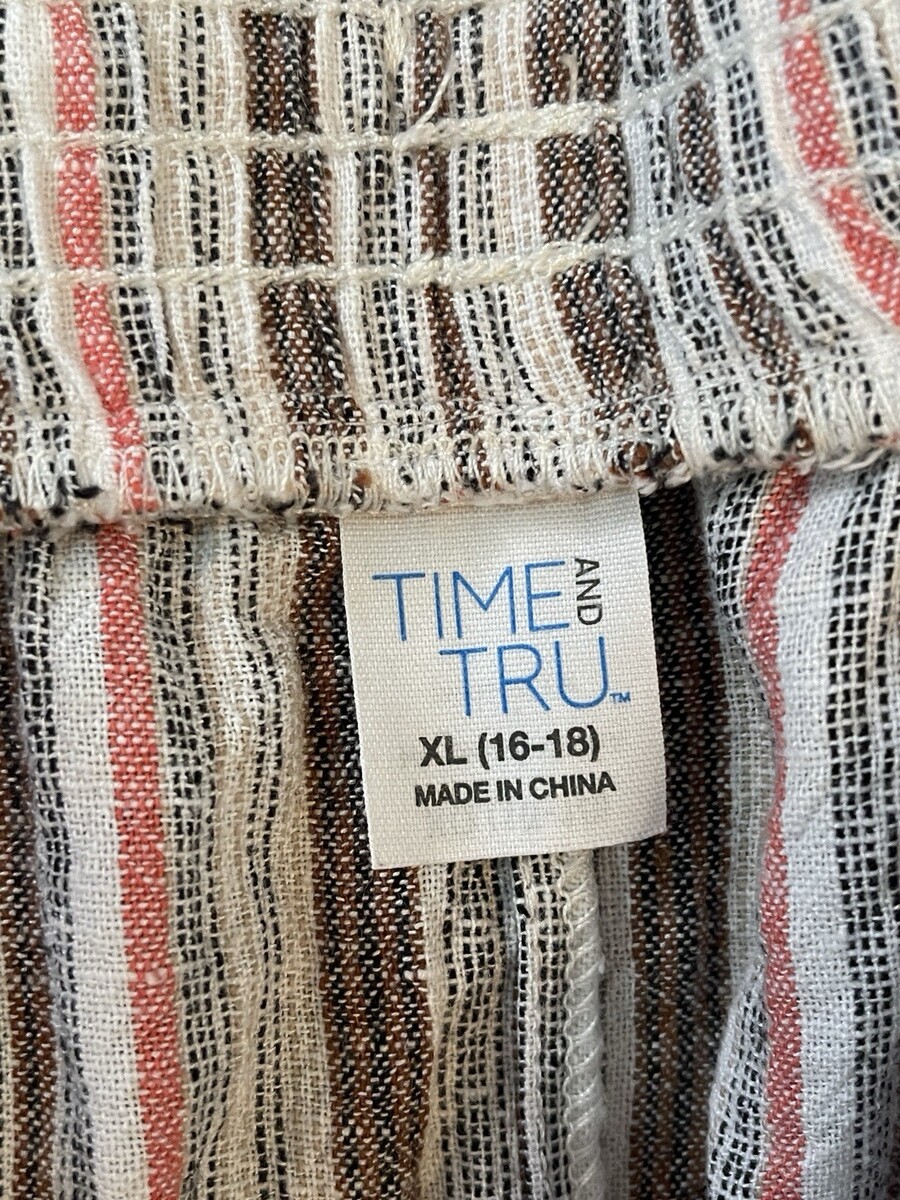 TIME AND
TRU™
XL (16-18)
MADE IN CHINA